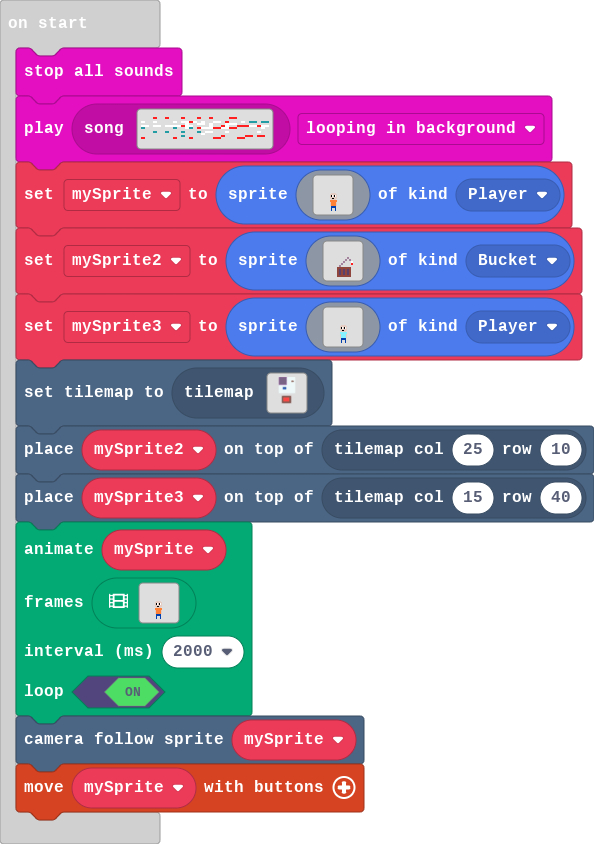 on start
stop all sounds
play song looping in background
set mySprite to sprite of kind Player
set mySprite2 to sprite of kind Bucket
set mySprite3 to sprite of kind Player
set tilemap to tilemap
place mySprite2 on top of tilemap col 25 row 10
place mySprite3 on top of tilemap col 15 row 40
animate mySprite
frames
interval (ms) 2000
loop ON
camera follow sprite mySprite
move mySprite with buttons